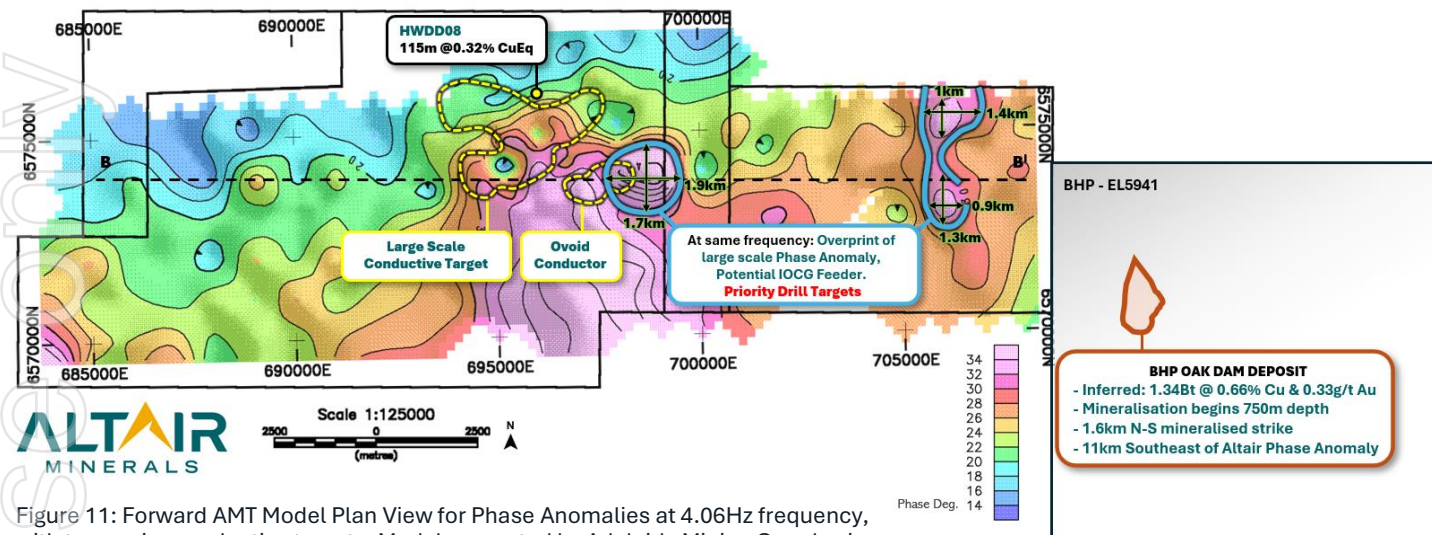 685000E
690000E
700000E
HWDD08
115m @0.32% CuEq
20
6575000N
B
20
1km
1.4km
6575000N
B'
1.9km
1.7km
0.9km
1.3km
Large Scale
Conductive Target
Ovoid
Conductor
At same frequency: Overprint of
large scale Phase Anomaly,
Potential IOCG Feeder.
Priority Drill Targets
BHP - EL5941
6570000N
6570000N
685000E
690000E
695000E
700000E
705000E
BHP OAK DAM DEPOSIT
- Inferred: 1.34Bt @ 0.66% Cu & 0.33g/t Au
- Mineralisation begins 750m depth
- 1.6km N-S mineralised strike
- 11km Southeast of Altair Phase Anomaly
34
32
30
28
26
24
22
20
18
16
14
Phase Deg.
ALTAIR
MINERALS
Scale 1:125000
2500 0 2500
(metres)
N
se only
Figure 11: Forward AMT Model Plan View for Phase Anomalies at 4.06Hz frequency,